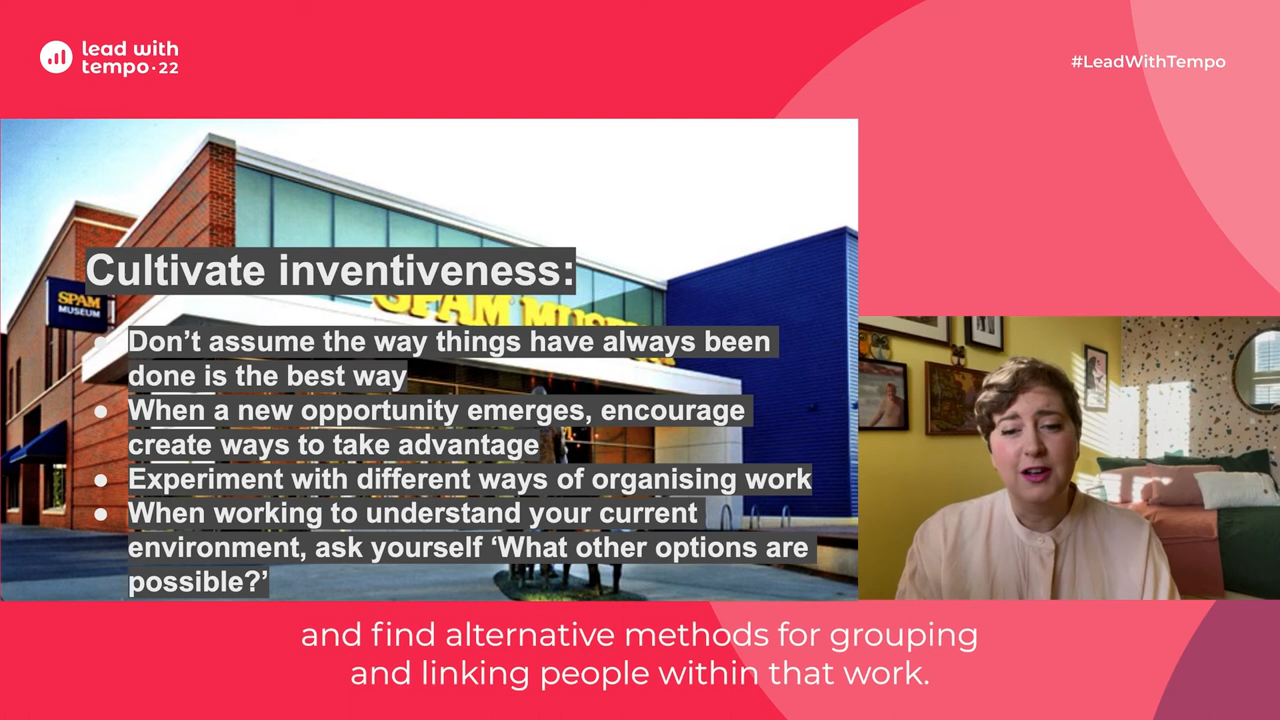 lead with
tempo·22
#LeadWithTempo
SPAM
MUSEUM
SPAM MUSEUM
Cultivate inventiveness:
● Don’t assume the way things have always been
done is the best way
● When a new opportunity emerges, encourage
create ways to take advantage
● Experiment with different ways of organising work
● When working to understand your current
environment, ask yourself ‘What other options are
possible?’
and find alternative methods for grouping
and linking people within that work.